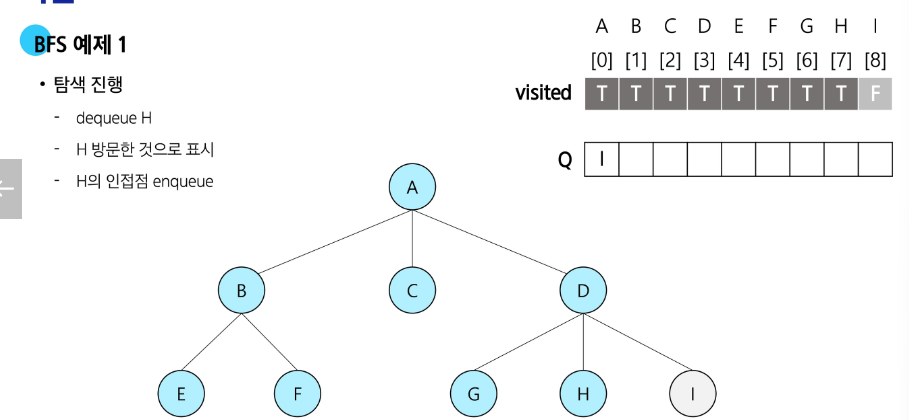 BFS 예제 1
• 탐색 진행
- dequeue H
- H 방문한 것으로 표시
- H의 인접점 enqueue
A B C D E F G H I
[0] [1] [2] [3] [4] [5] [6] [7] [8]
visited T T T T T T T T F
Q I
A
B C D
E F G H I